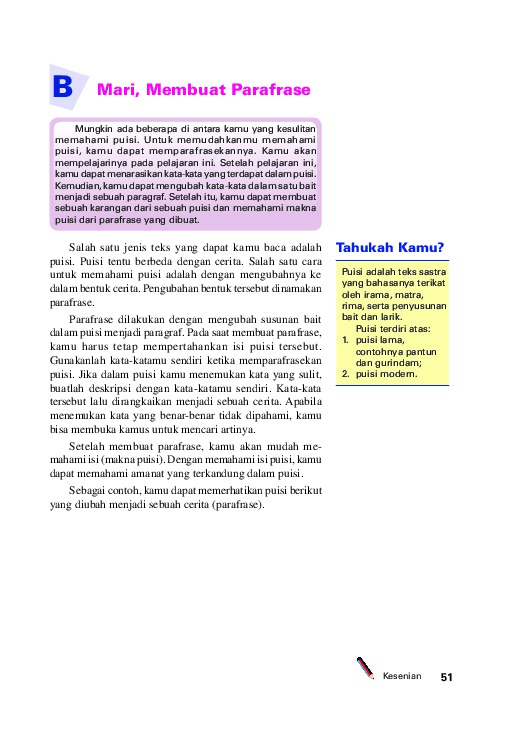 B
Mari, Membuat Parafrase
Mungkin ada beberapa di antara kamu yang kesulitan
memahami puisi. Untuk memudahkanmu memahami
puisi, kamu dapat memparafrasekannya. Kamu akan
mempelajarinya pada pelajaran ini. Setelah pelajaran ini,
kamu dapat menarasikan kata-kata yang terdapat dalam puisi.
Kemudian, kamu dapat mengubah kata-kata dalam satu bait
menjadi sebuah paragraf. Setelah itu, kamu dapat membuat
sebuah karangan dari sebuah puisi dan memahami makna
puisi dari parafrase yang dibuat.
Salah satu jenis teks yang dapat kamu baca adalah
puisi. Puisi tentu berbeda dengan cerita. Salah satu cara
untuk memahami puisi adalah dengan mengubahnya ke
dalam bentuk cerita. Pengubahan bentuk tersebut dinamakan
parafrase.
Parafrase dilakukan dengan mengubah susunan bait
dalam puisi menjadi paragraf. Pada saat membuat parafrase,
kamu harus tetap mempertahankan isi puisi tersebut.
Gunakanlah kata-katamu sendiri ketika memparafrasekan
puisi. Jika dalam puisi kamu menemukan kata yang sulit,
buatlah deskripsi dengan kata-katamu sendiri. Kata-kata
tersebut lalu dirangkaikan menjadi sebuah cerita. Apabila
menemukan kata yang benar-benar tidak dipahami, kamu
bisa membuka kamus untuk mencari artinya.
Setelah membuat parafrase, kamu akan mudah me-
mahami isi (makna puisi). Dengan memahami isi puisi, kamu
dapat memahami amanat yang terkandung dalam puisi.
Sebagai contoh, kamu dapat memerhatikan puisi berikut
yang diubah menjadi sebuah cerita (parafrase).
Tahukah Kamu?
Puisi adalah teks sastra
yang bahasanya terikat
oleh irama, matra,
rima, serta penyusunan
bait dan larik.
Puisi terdiri atas:
1. puisi lama,
contohnya pantun
dan gurindam;
2. puisi modern.
Kesenian 51